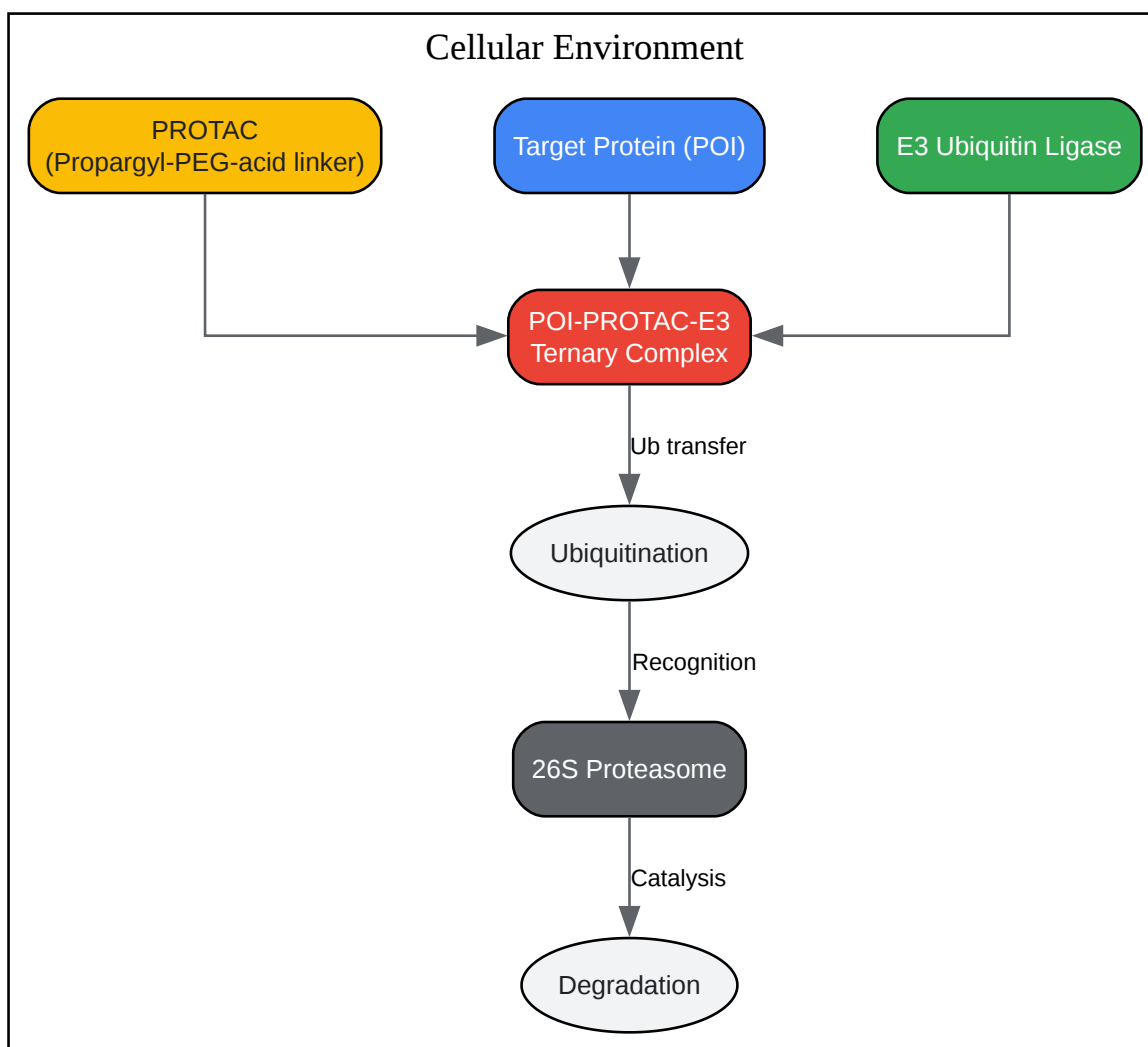 Cellular Environment
PROTAC
(Propargyl-PEG-acid linker)
Target Protein (POI)
E3 Ubiquitin Ligase
POI-PROTAC-E3
Ternary Complex
Ub transfer
Ubiquitination
Recognition
26S Proteasome
Catalysis
Degradation